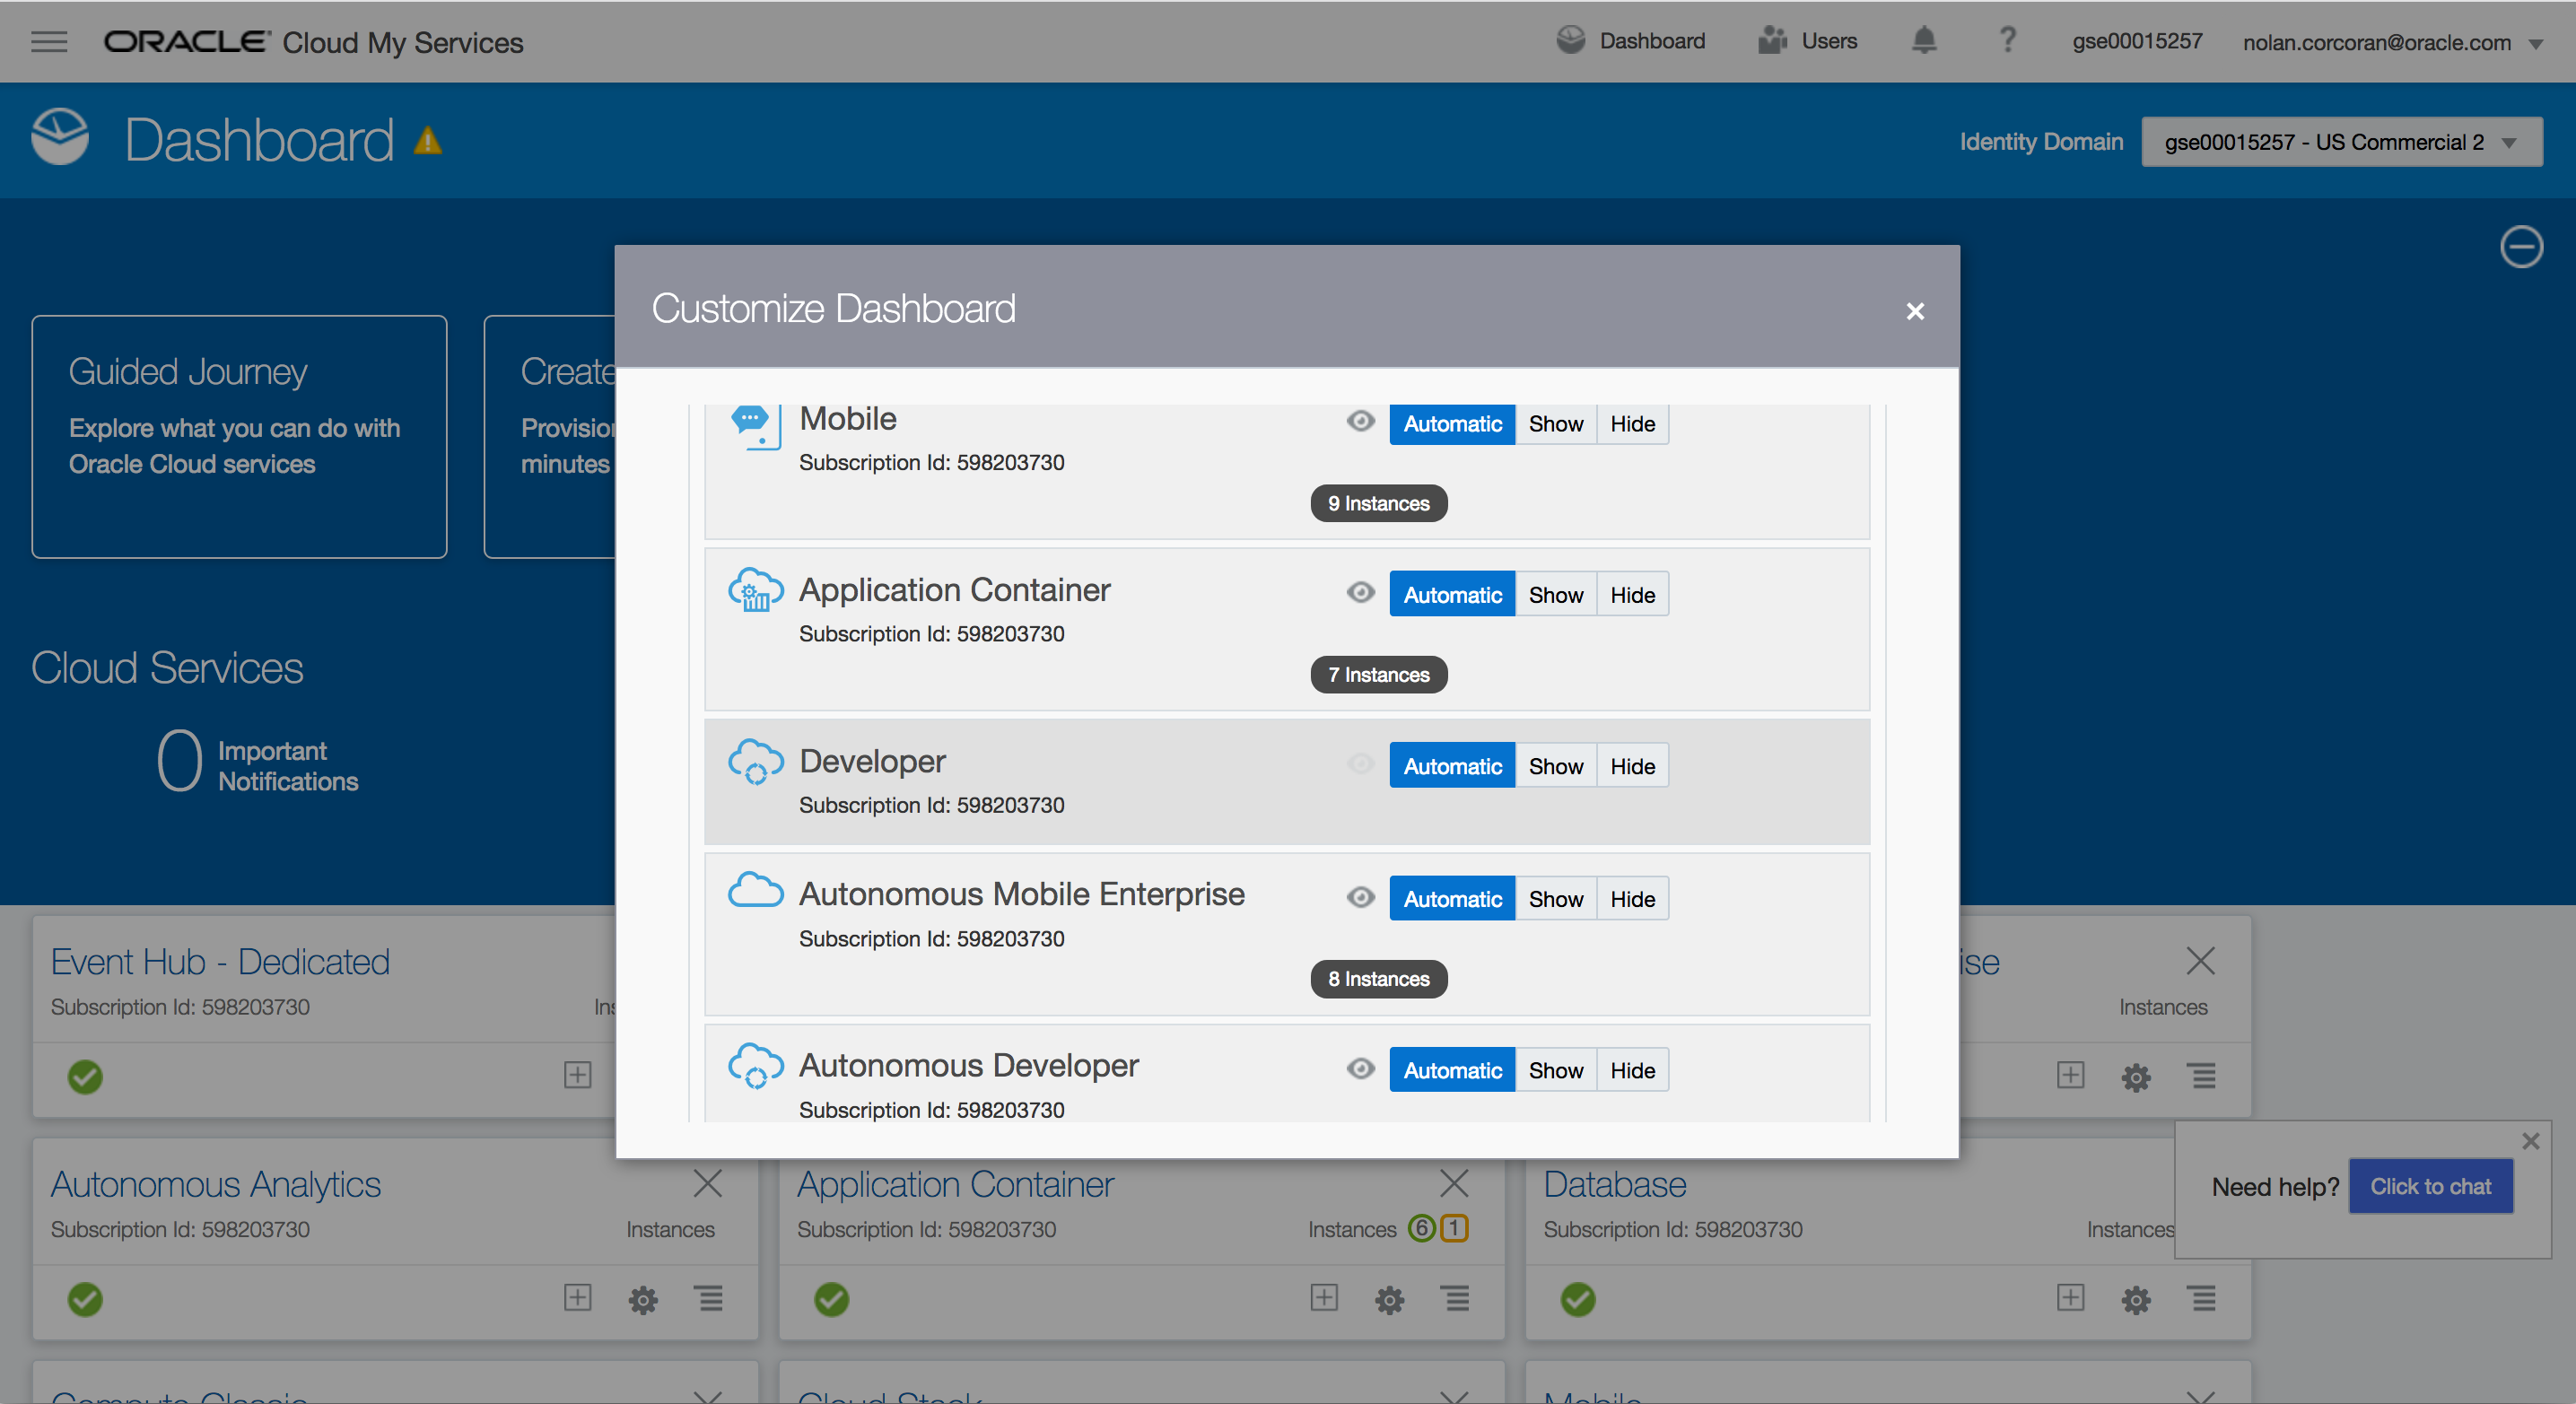 ORACLE Cloud My Services
Dashboard
Users
?
gse00015257
nolan.corcoran@oracle.com
Dashboard
Identity Domain
gse00015257 - US Commercial 2
Guided Journey
Explore what you can do with
Oracle Cloud services
Create
minutes
Cloud Services
0
Important
Notifications
Customize Dashboard
Mobile
Automatic Show Hide
Subscription Id: 598203730
9 Instances
Application Container
Automatic Show Hide
Subscription Id: 598203730
7 Instances
Developer
Automatic Show Hide
Subscription Id: 598203730
Autonomous Mobile Enterprise
Automatic Show Hide
Subscription Id: 598203730
8 Instances
Autonomous Developer
Automatic Show Hide
Subscription Id: 598203730
Event Hub - Dedicated
Subscription Id: 598203730
Instances
Autonomous Analytics
Subscription Id: 598203730
Instances
Application Container
Subscription Id: 598203730
Instances 6 1
Database
Subscription Id: 598203730
Instances
Need help? Click to chat
Compute Classic
Cloud Stack
Mobile